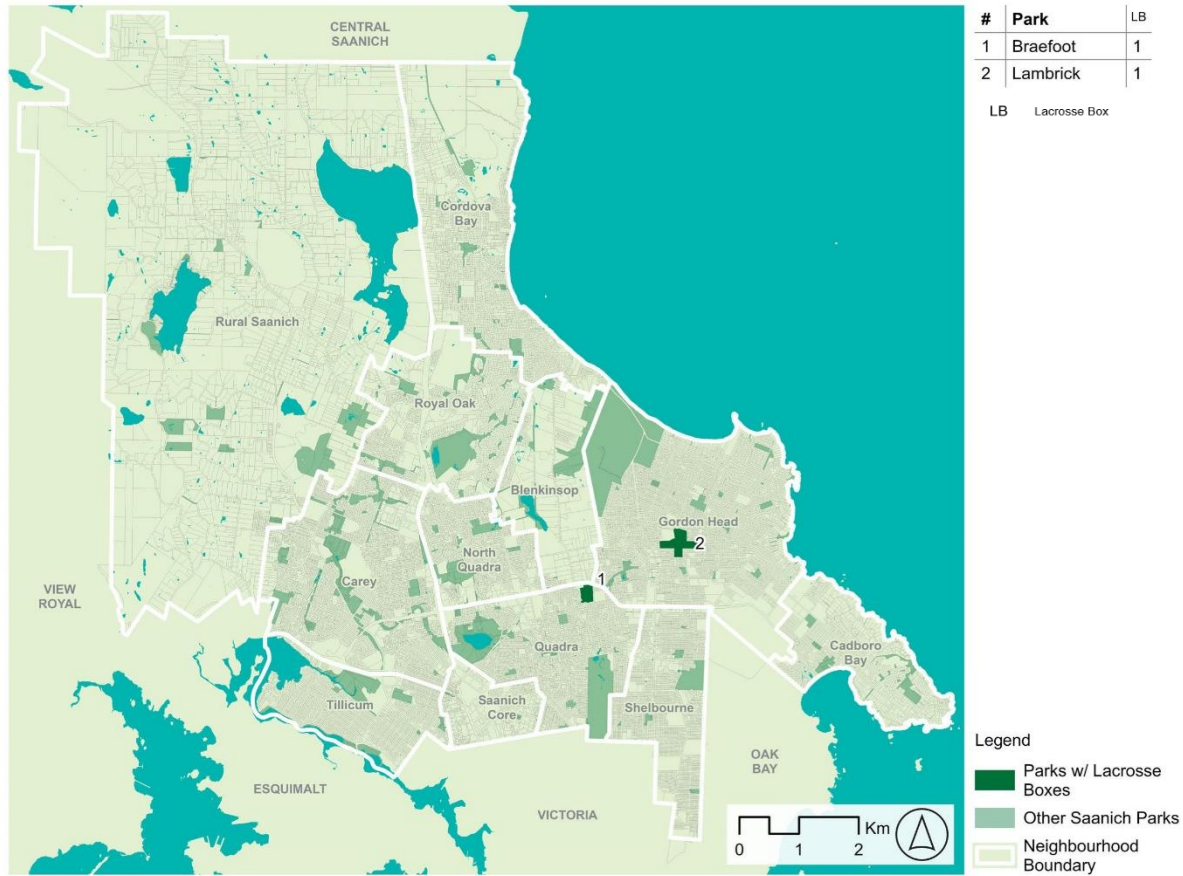 # Park LB
1 Braefoot 1
2 Lambrick 1
LB Lacrosse Box
CENTRAL
SAANICH
Cordova
Bay
Rural Saanich
Royal Oak
Blenkinsop
Gordon Head
2
North
Quadra
1
Carey
VIEW
ROYAL
Quadra
Cadboro
Bay
Tillicum
Saanich
Core
Shelbourne
OAK
BAY
ESQUIMALT
VICTORIA
Km
0 1 2
Legend
Parks w/ Lacrosse
Boxes
Other Saanich Parks
Neighbourhood
Boundary